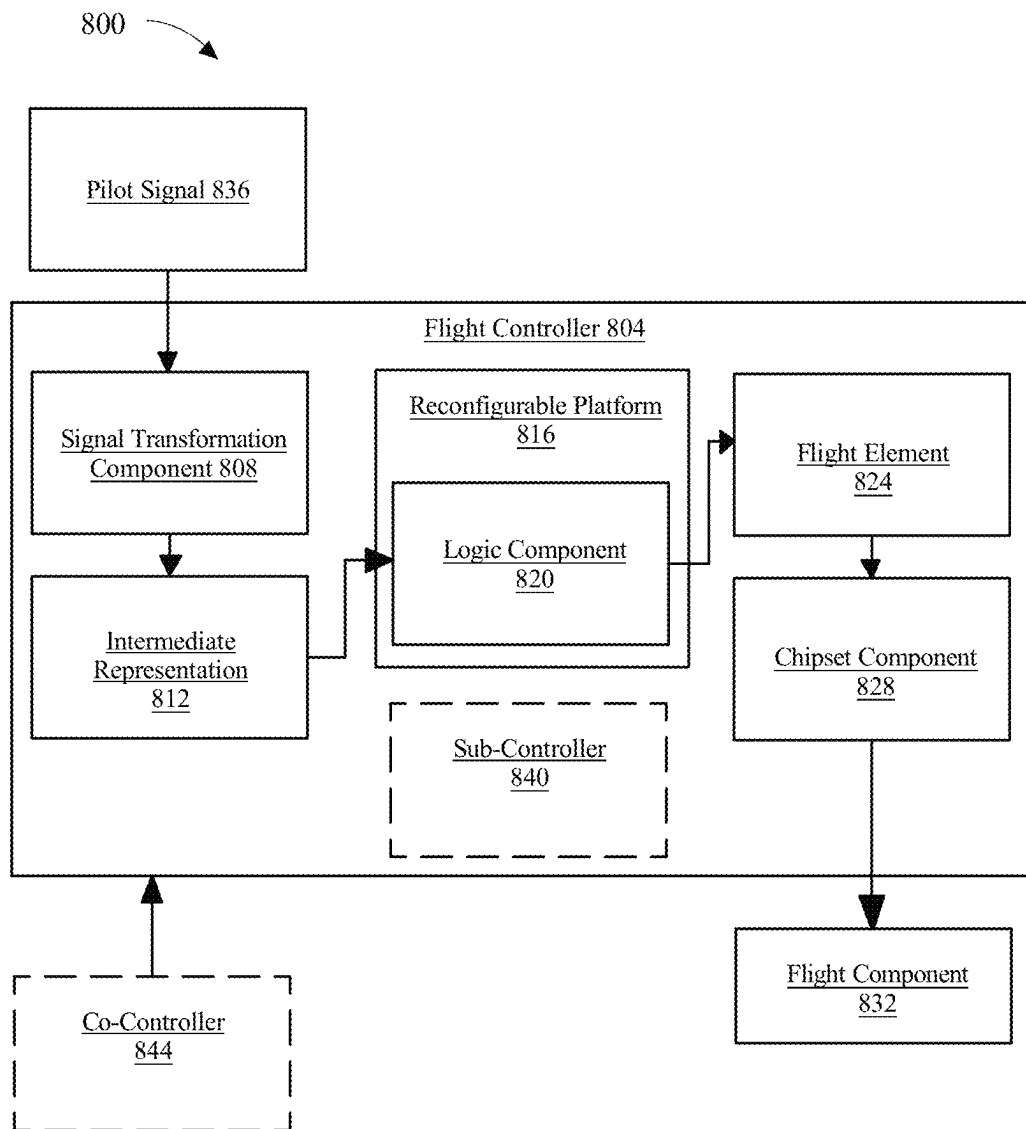 800
Pilot Signal 836
Flight Controller 804
Signal Transformation
Component 808
Reconfigurable Platform
816
Flight Element
824
Logic Component
820
Intermediate
Representation
812
Chipset Component
828
Sub-Controller
840
Flight Component
832
Co-Controller
844